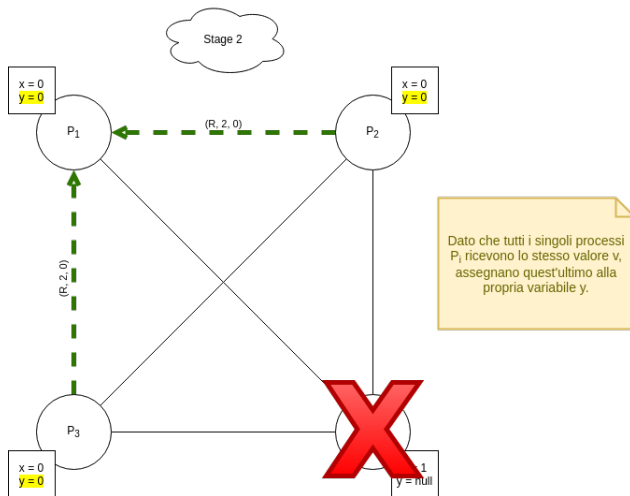 Stage 2
x = 0
y = 0
x = 0
y = 0
P1
(R, 2, 0)
P2
Dato che tutti i singoli processi
Pi ricevono lo stesso valore v,
assegnano quest'ultimo alla
propria variabile y.
(R, 2, 0)
P3
x = 0
y = 0
1
y = null